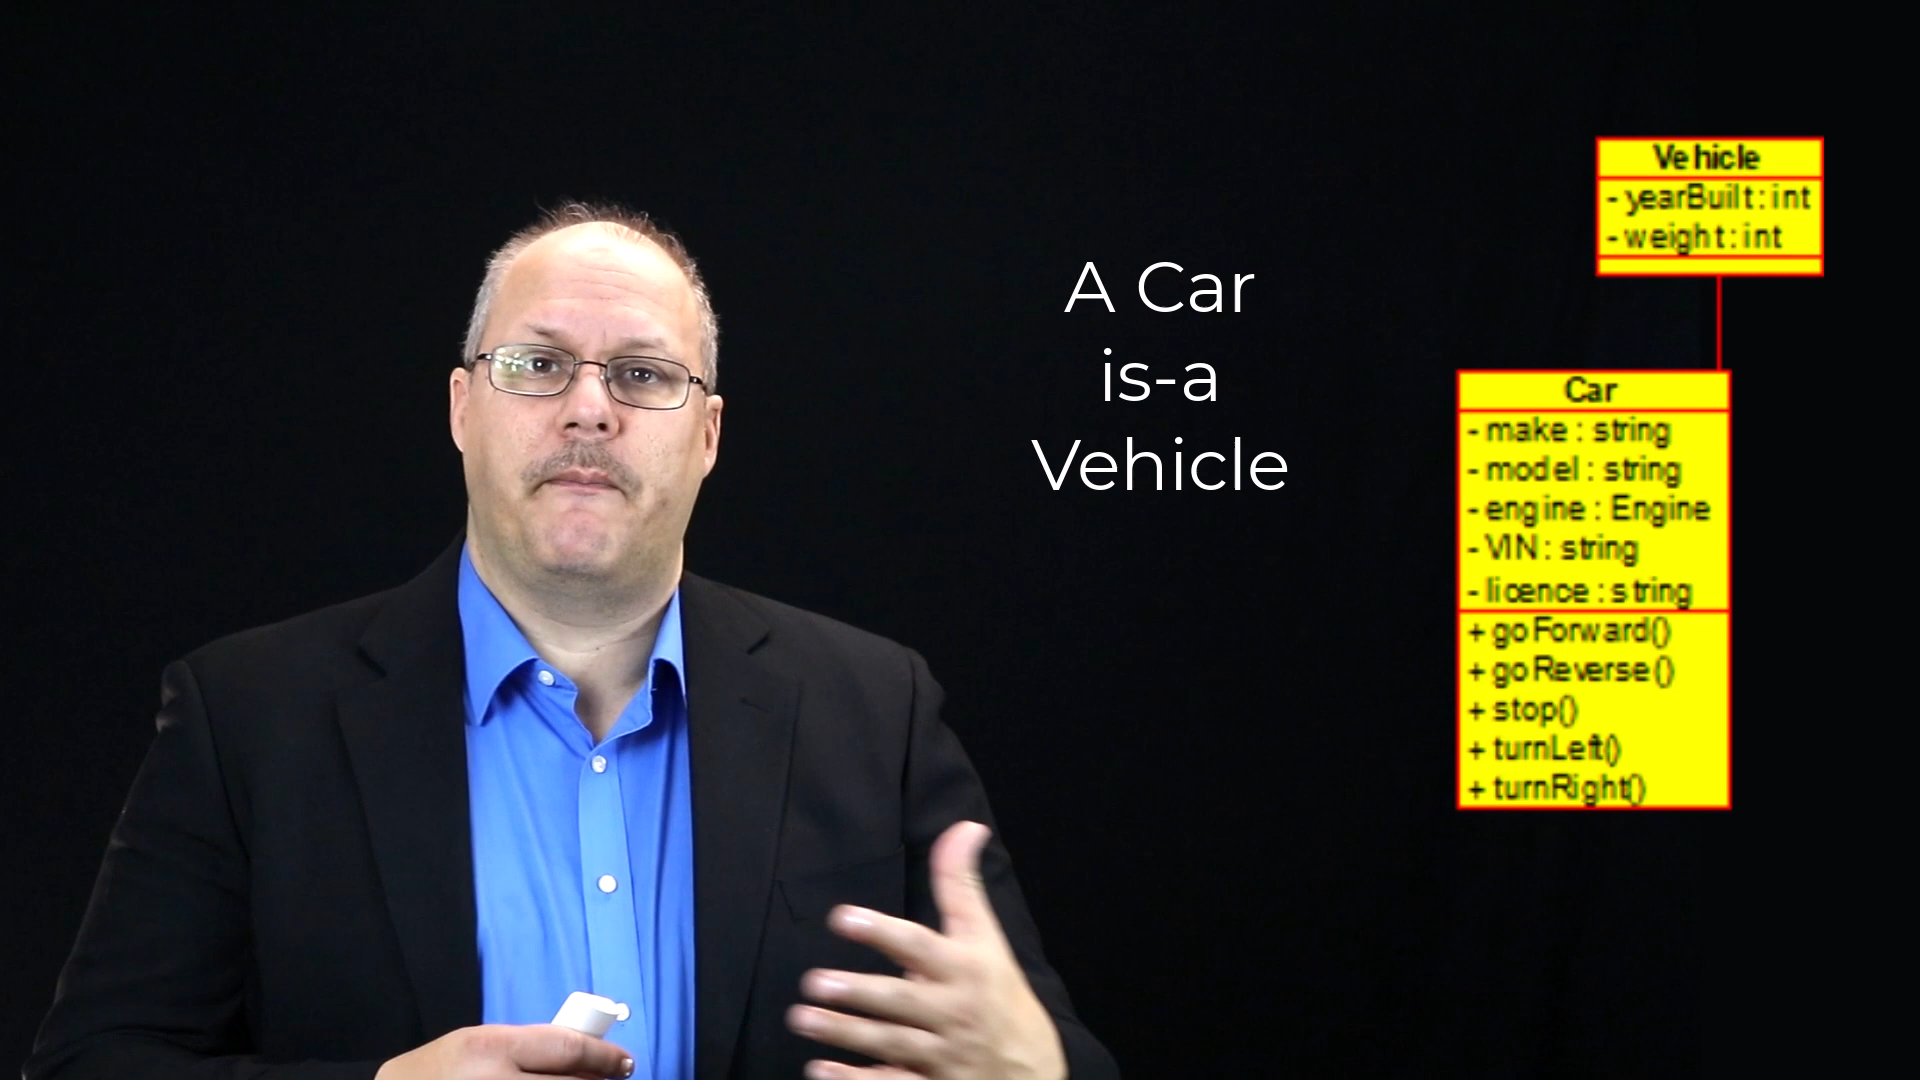 A Car
is-a
Vehicle
Vehicle
- yearBuilt : int
- weight : int
Car
- make : string
- model : string
- engine : Engine
- VIN : string
- licence : string
+ goForward()
+ goReverse()
+ stop()
+ turnLeft()
+ turnRight()